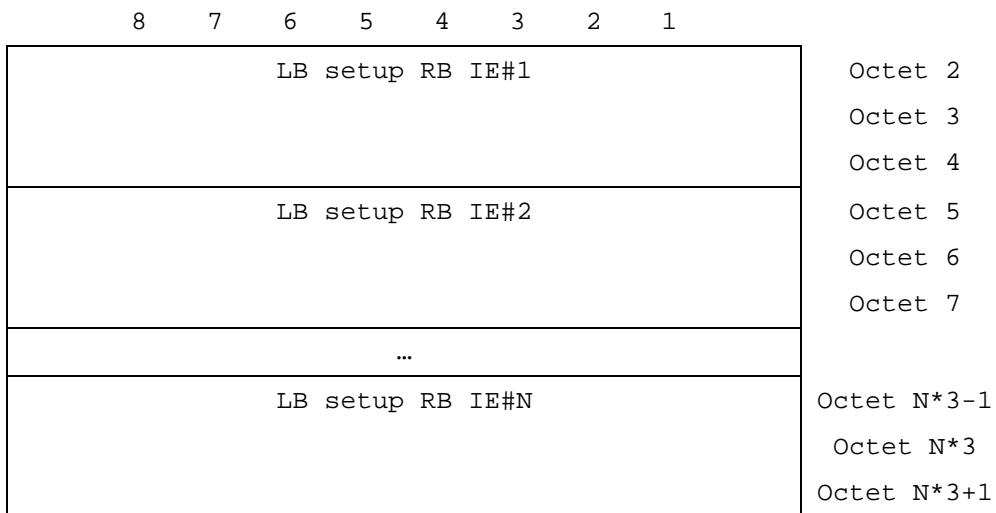 8 7 6 5 4 3 2 1
LB setup RB IE#1 Octet 2
Octet 3
Octet 4
LB setup RB IE#2 Octet 5
Octet 6
Octet 7
…
LB setup RB IE#N Octet N*3-1
Octet N*3
Octet N*3+1